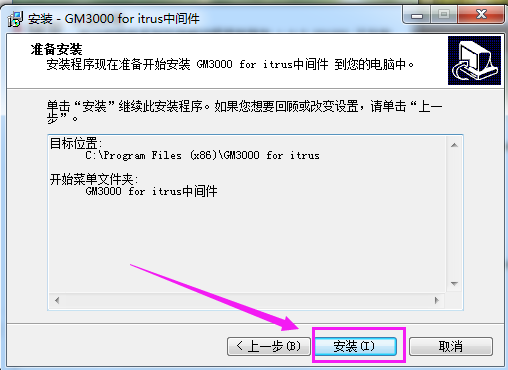 安装 - GM3000 for itrus中间件
准备安装
安装程序现在准备开始安装 GM3000 for itrus中间件 到您的电脑中。
单击“安装”继续此安装程序。如果您想要回顾或改变设置，请单击“上一
步”。
目标位置:
C:\Program Files (x86)\GM3000 for itrus
开始菜单文件夹:
GM3000 for itrus中间件
< 上一步(B)
安装(I)
取消